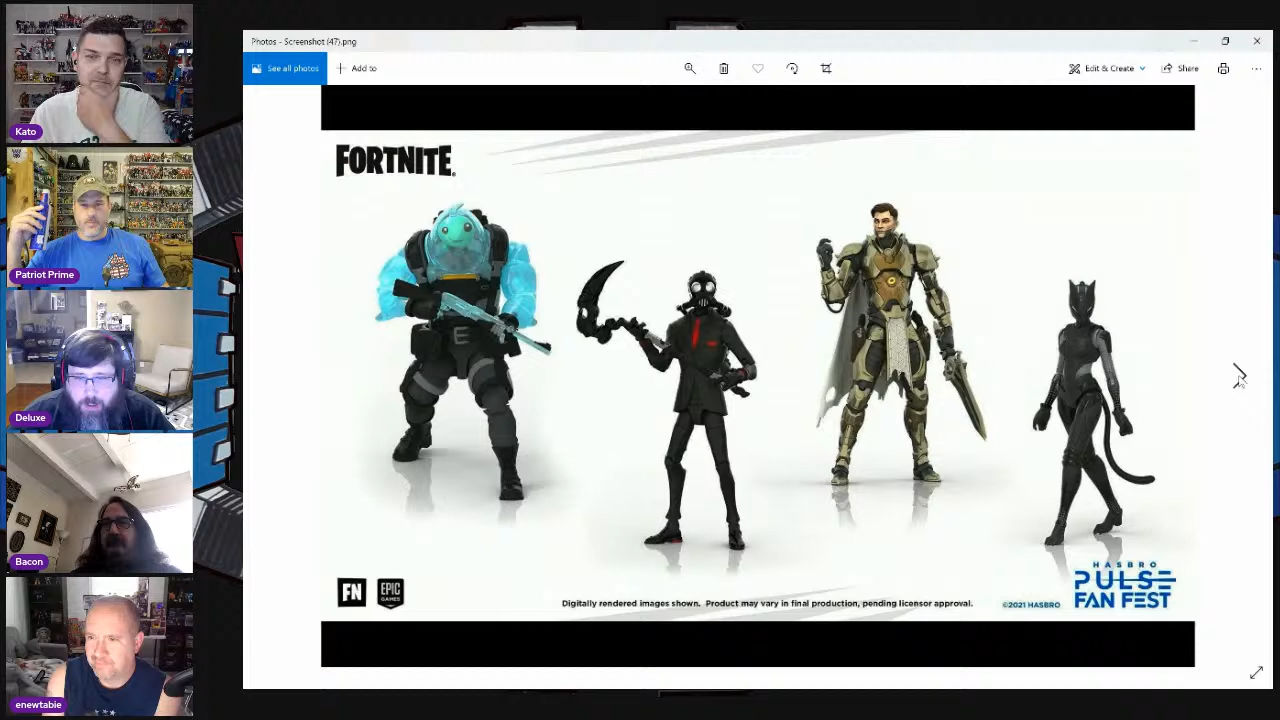 Kato
Patriot Prime
Deluxe
Bacon
enewtabie
Photos - Screenshot (47).png
See all photos
Add to
Edit & Create
Share
FORTNITE
FN
EPIC
GAMES
Digitally rendered images shown. Product may vary in final production, pending licensor approval.
©2021 HASBRO
HASBRO
PULSE
FAN FEST